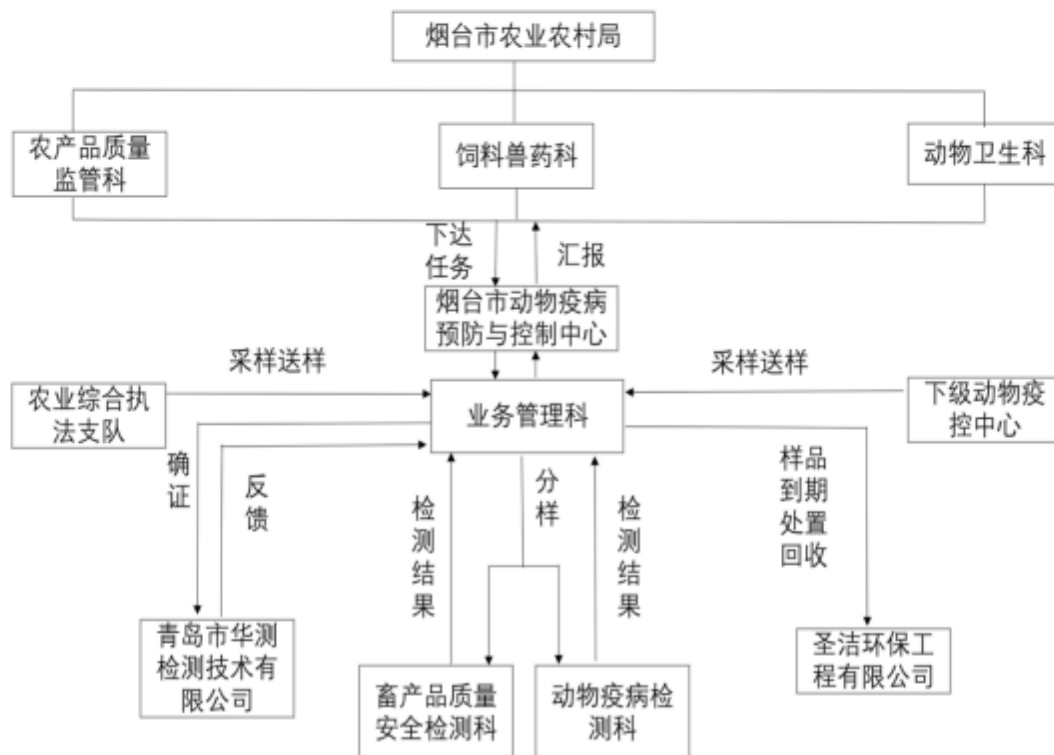 烟台市农业农村局
农产品质量
监管科
饲料兽药科
动物卫生科
下达
任务
汇报
烟台市动物疫病
预防与控制中心
采样送样
采样送样
农业综合执
法支队
业务管理科
下级动物疫
控中心
确
证
反
馈
检
测
结
果
分
样
检
测
结
果
样品
到期
处置
回收
青岛市华测
检测技术有
限公司
畜产品质量
安全检测科
动物疫病检
测科
圣洁环保工
程有限公司